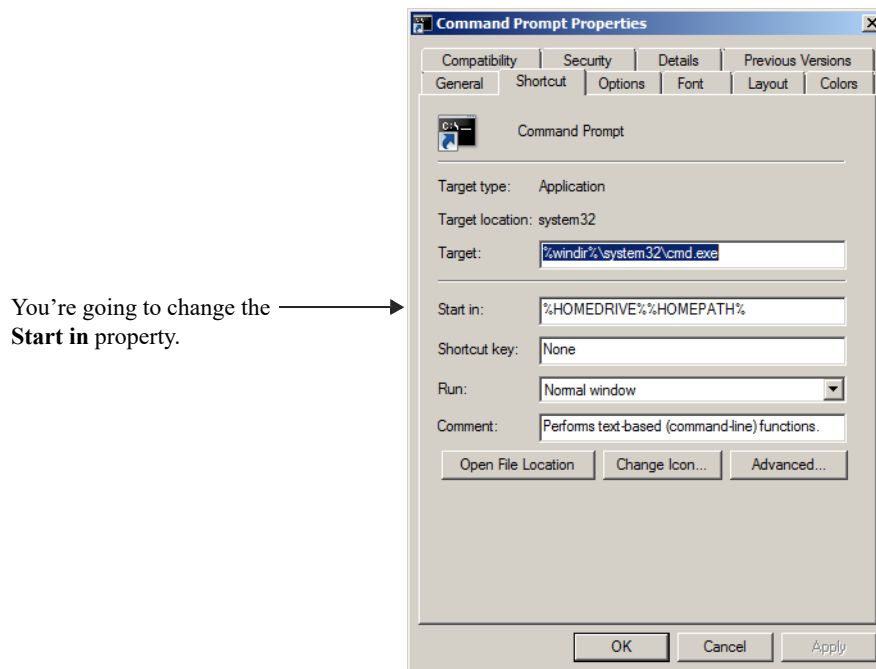 Command Prompt Properties
Compatibility Security Details Previous Versions
General Shortcut Options Font Layout Colors
C:\
Command Prompt
Target type: Application
Target location: system32
Target: %windir%\system32\cmd.exe
You're going to change the
Start in property.
Start in: %HOMEDRIVE%%HOMEPATH%
Shortcut key: None
Run: Normal window
Comment: Performs text-based (command-line) functions.
Open File Location Change Icon... Advanced...
OK Cancel Apply